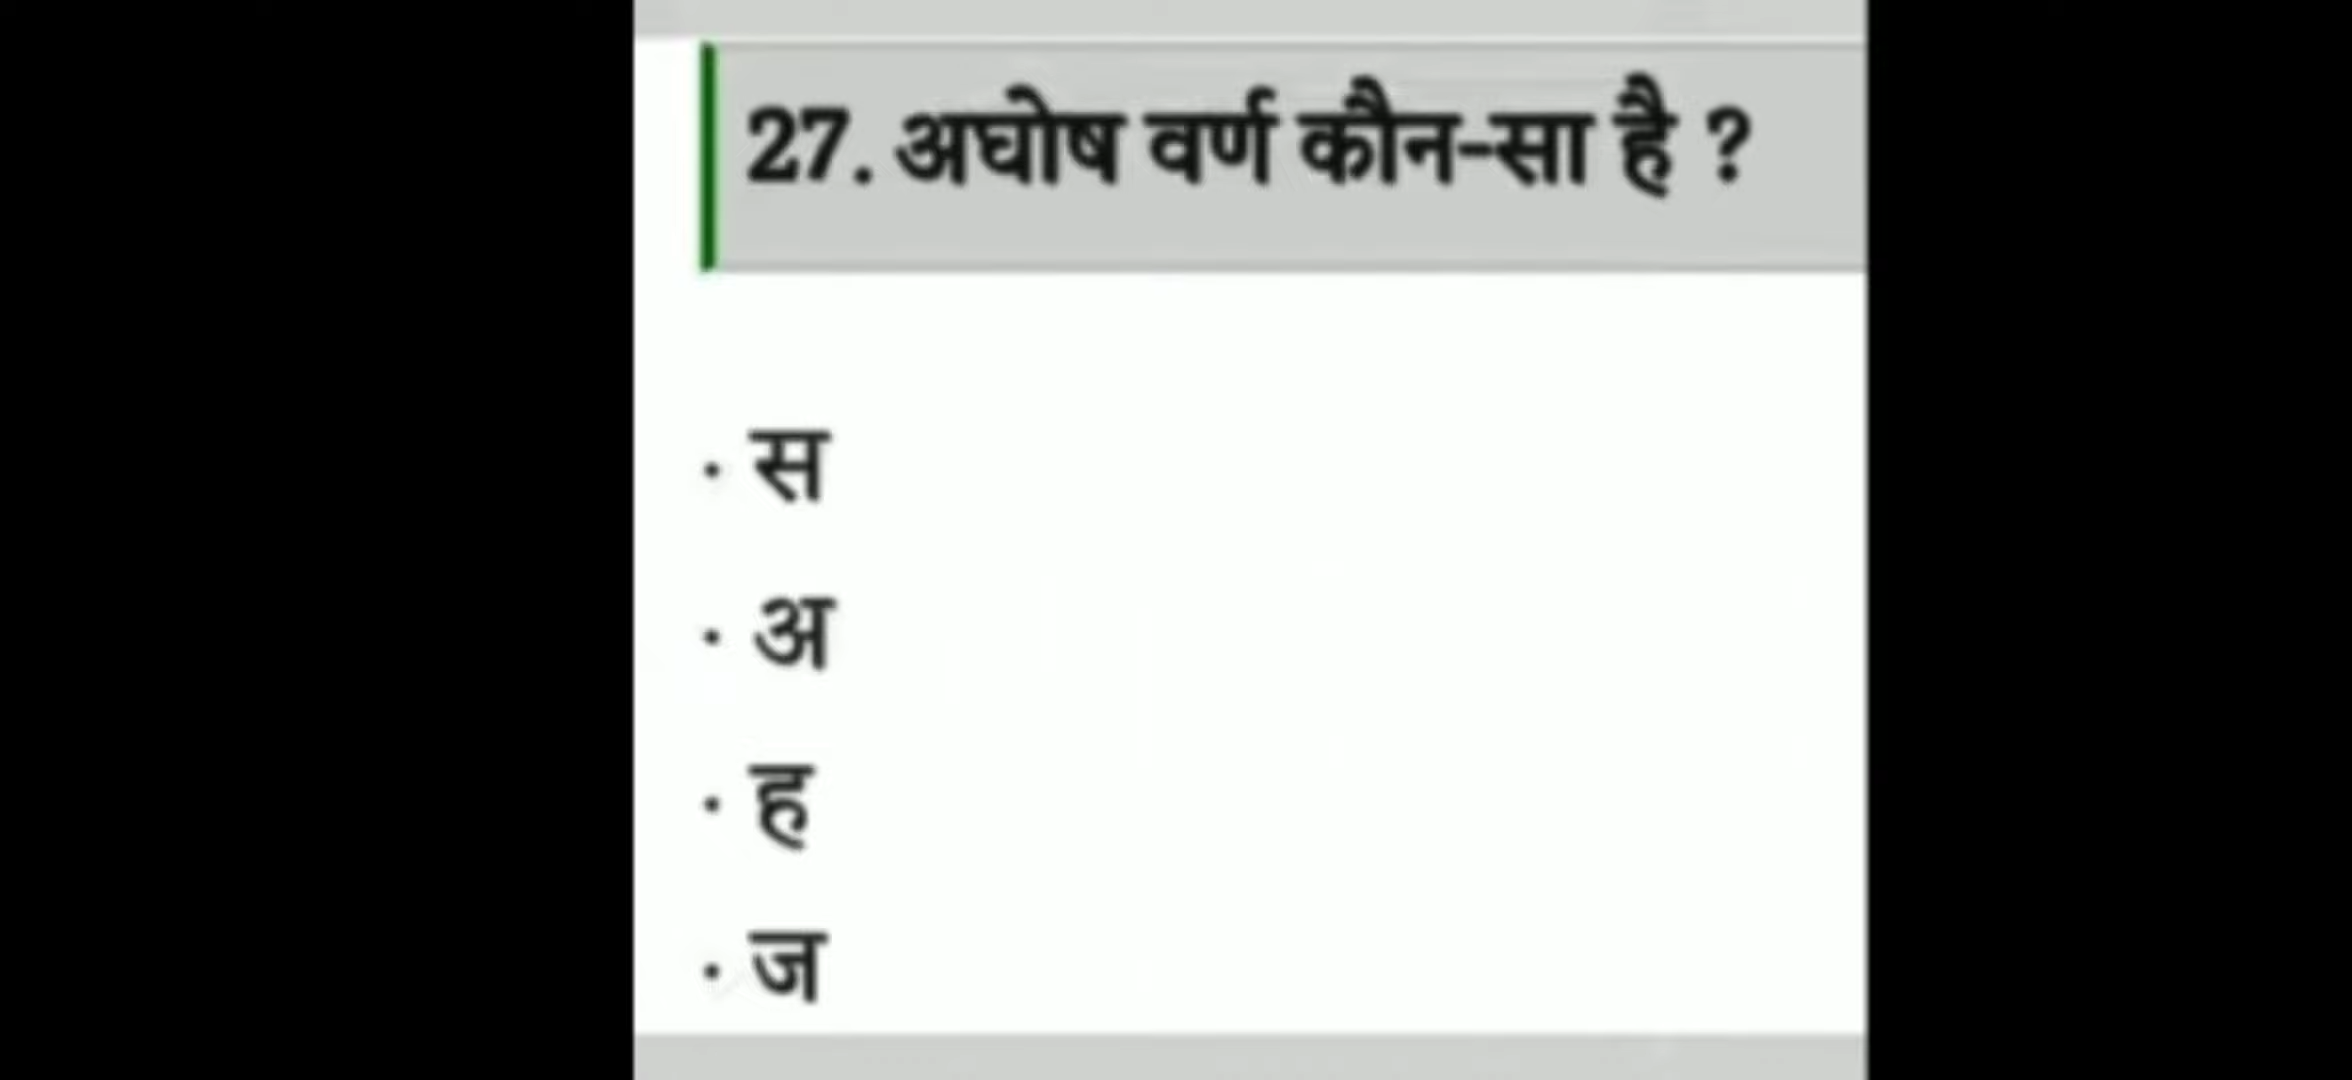 27. अघोष वर्ण कौन-सा है ?
· स
· अ
· ह
· ज